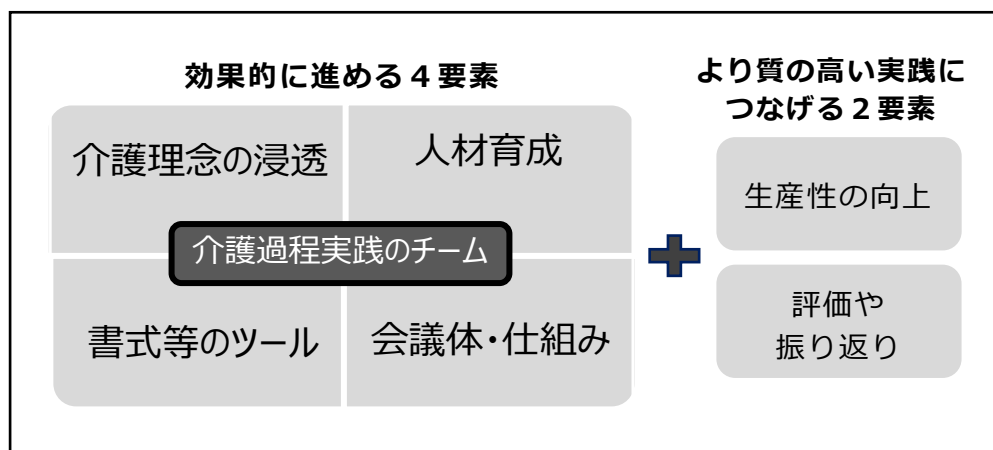 効果的に進める４要素
介護理念の浸透
人材育成
介護過程実践のチーム
書式等のツール
会議体・仕組み
より質の高い実践に
つなげる２要素
生産性の向上
評価や
振り返り